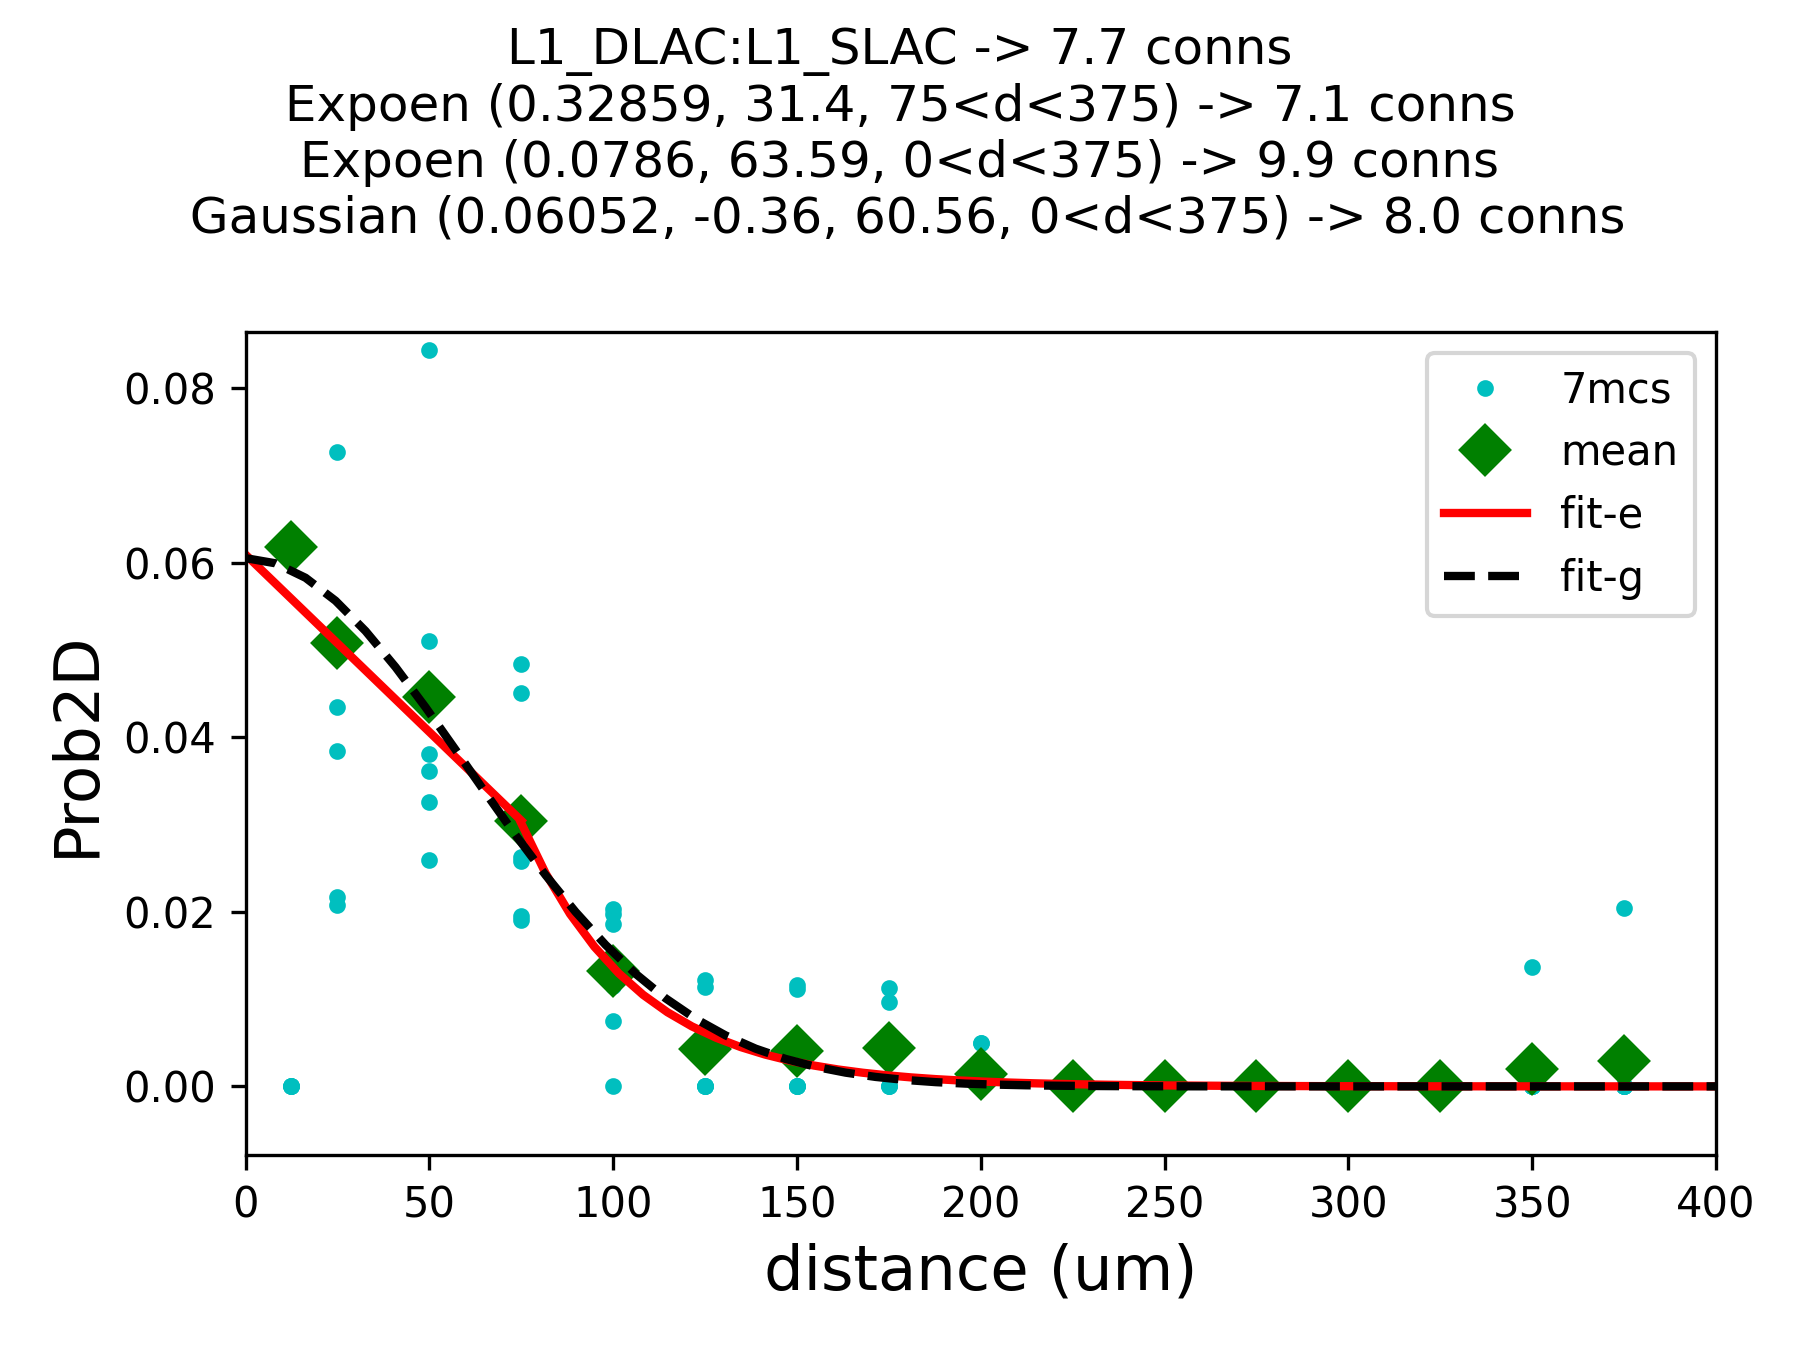 L1_DLAC:L1_SLAC -> 7.7 conns
Expoen (0.32859, 31.4, 75<d<375) -> 7.1 conns
Expoen (0.0786, 63.59, 0<d<375) -> 9.9 conns
Gaussian (0.06052, -0.36, 60.56, 0<d<375) -> 8.0 conns
7mcs
mean
fit-e
fit-g
Prob2D
0.08
0.06
0.04
0.02
0.00
0 50 100 150 200 250 300 350 400
distance (um)